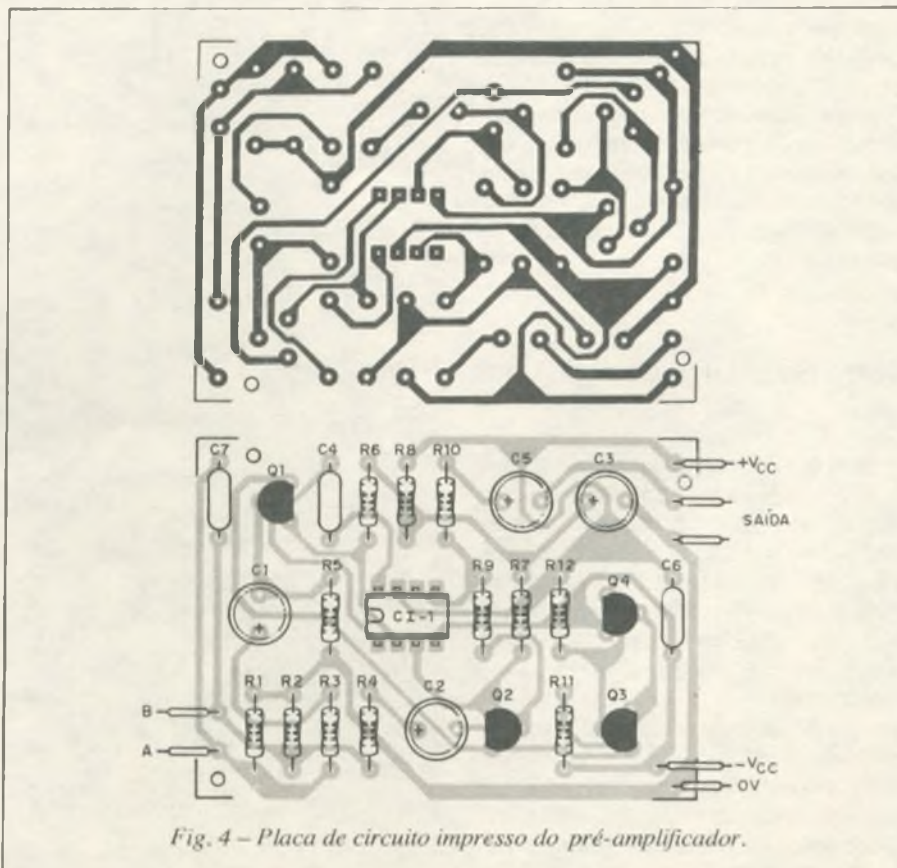 C7
Q1
C4
R6
R8
R10
C5
C3
+VCC
SAÍDA
C1
R5
CI-1
R9
R7
R12
Q4
C6
R1
R2
R3
R4
C2
Q2
R11
Q3
B
A
-VCC
0V
+
+
+
+
Fig. 4 – Placa de circuito impresso do pré-amplificador.